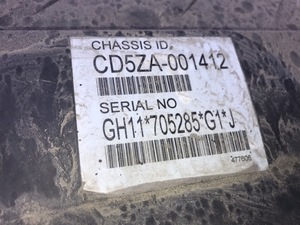 CHASSIS ID.
CD5ZA-001412
SERIAL NO
GH11*705285*G1*J
477606